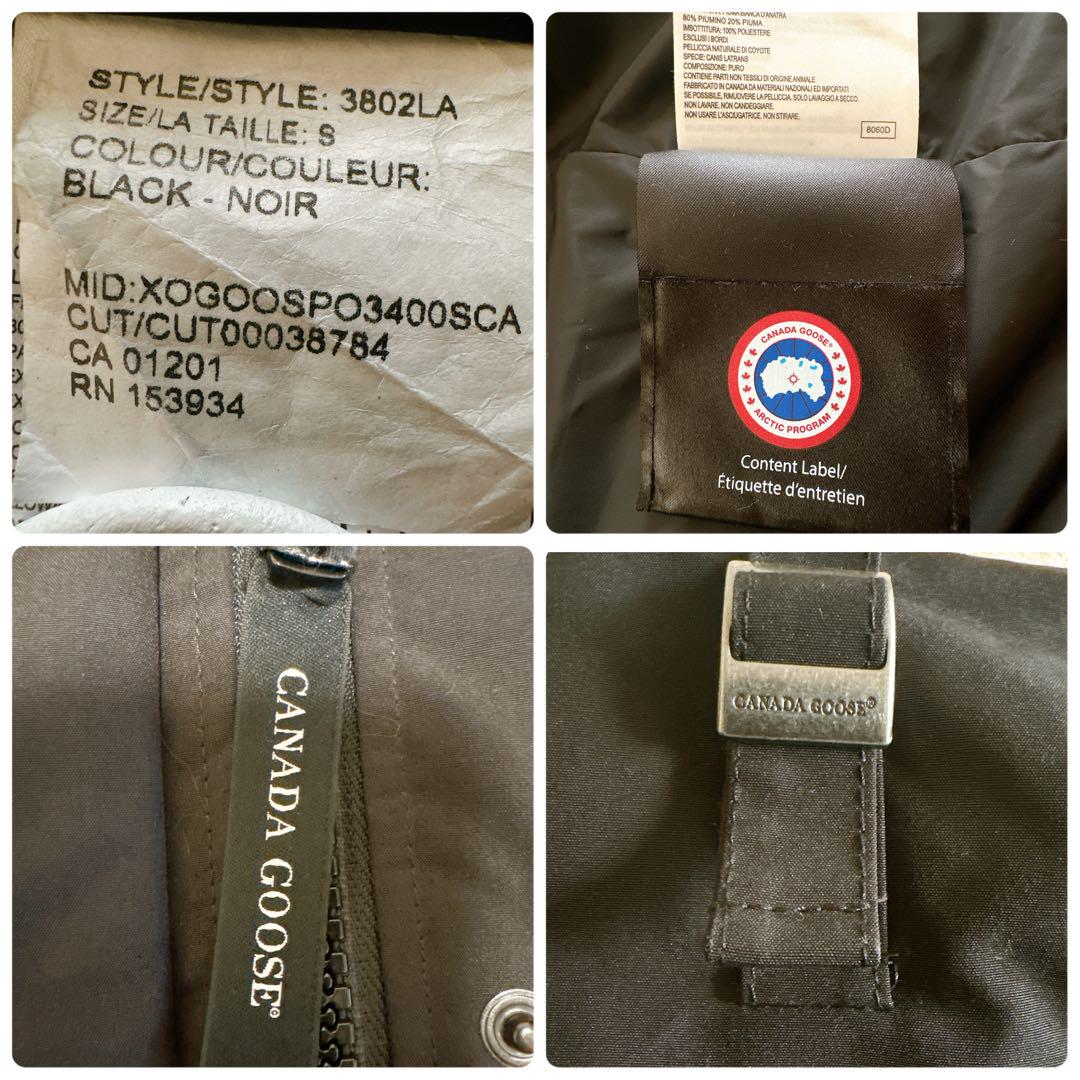 STYLE/STYLE: 3802LA
SIZE/LA TAILLE: S
COLOUR/COULEUR:
BLACK - NOIR
MID:XOGOOSPO3400SCA
CUT/CUT00038784
CA 01201
RN 153934
80% PIUMINO 20% PIUMA
IMBOTTITURA: 100% POLIESTERE
ESCLUSI I BORDI
PELLICCIA NATURALE DI COYOTE
SPECIE: CANIS LATRANS
COMPOSIZIONE: PURO
CONTIENE PARTI NON TESSILI DI ORIGINE ANIMALE
FABBRICATO IN CANADA DA MATERIALI NAZIONALI ED IMPORTATI
SE POSSIBILE, RIMUOVERE LA PELLICCIA. SOLO LAVAGGIO A SECCO.
NON LAVARE. NON CANDEGGIARE.
NON USARE L'ASCIUGATRICE. NON STIRARE.
8060D
CANADA GOOSE®
ARCTIC PROGRAM
Content Label/
Étiquette d'entretien
CANADA GOOSE®
CANADA GOOSE®